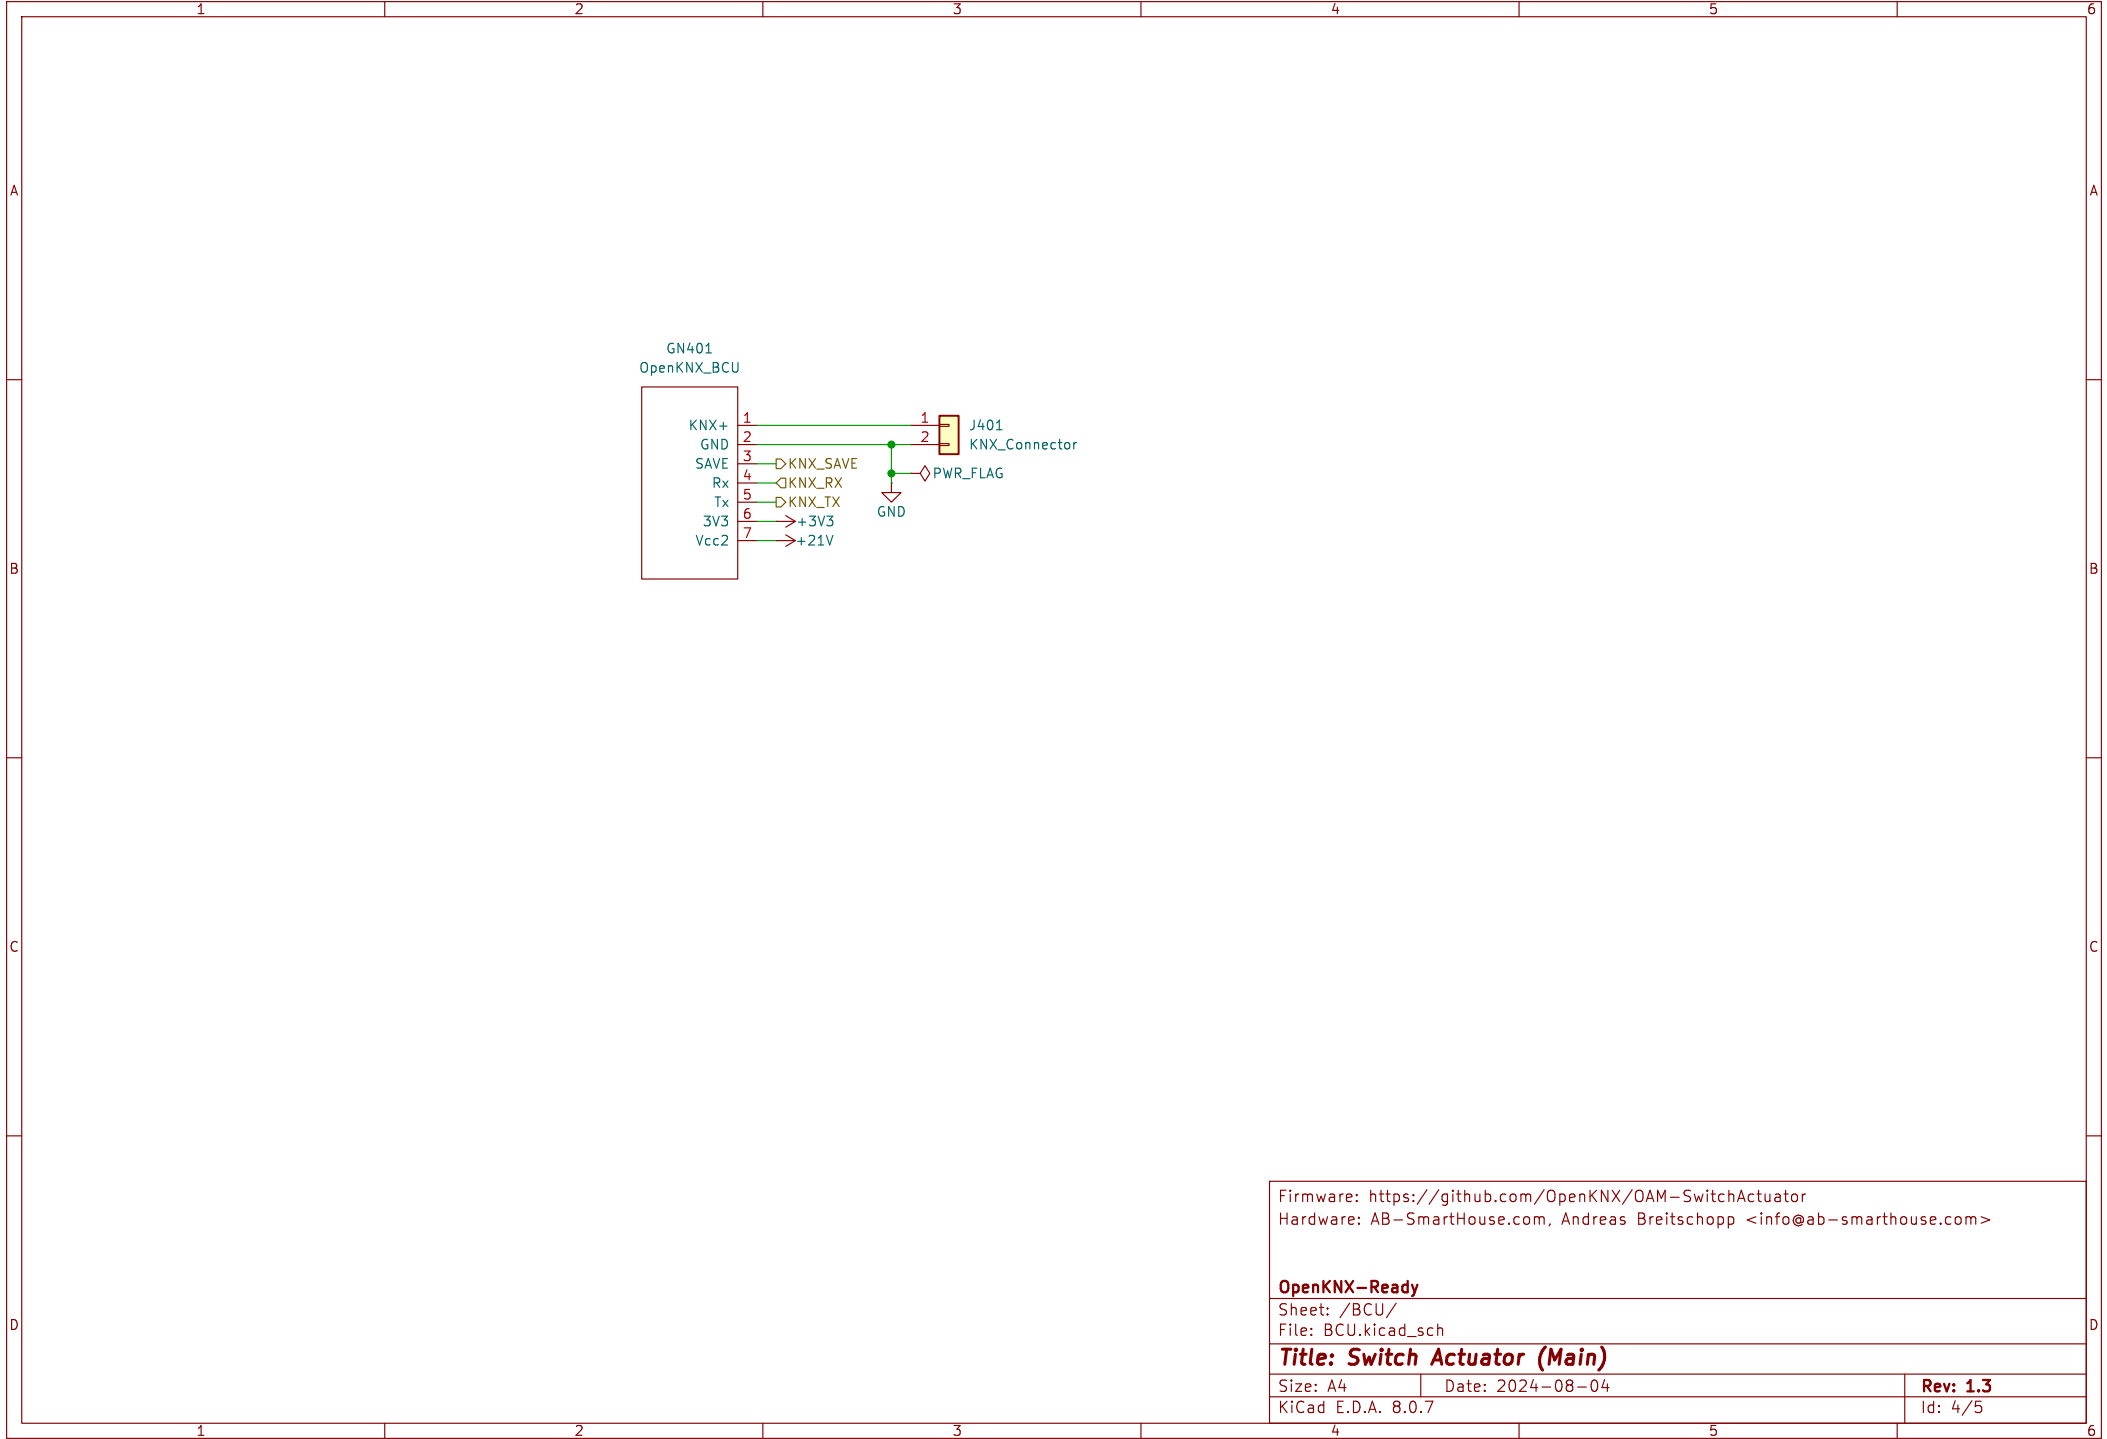 1 2 3 4 5 6
A A
GN401
OpenKNX_BCU
KNX+ 1 1 J401
GND 2 2 KNX_Connector
SAVE 3 KNX_SAVE
PWR_FLAG
Rx 4 KNX_RX
Tx 5 KNX_TX
GND
3V3 6 +3V3
Vcc2 7 +21V
B B
C C
Firmware: https://github.com/OpenKNX/OAM-SwitchActuator
Hardware: AB-SmartHouse.com, Andreas Breitschopp <info@ab-smarthouse.com>
OpenKNX-Ready
Sheet: /BCU/
D D
File: BCU.kicad_sch
Title: Switch Actuator (Main)
Size: A4 Date: 2024-08-04 Rev: 1.3
KiCad E.D.A. 8.0.7 Id: 4/5
1 2 3 4 5 6